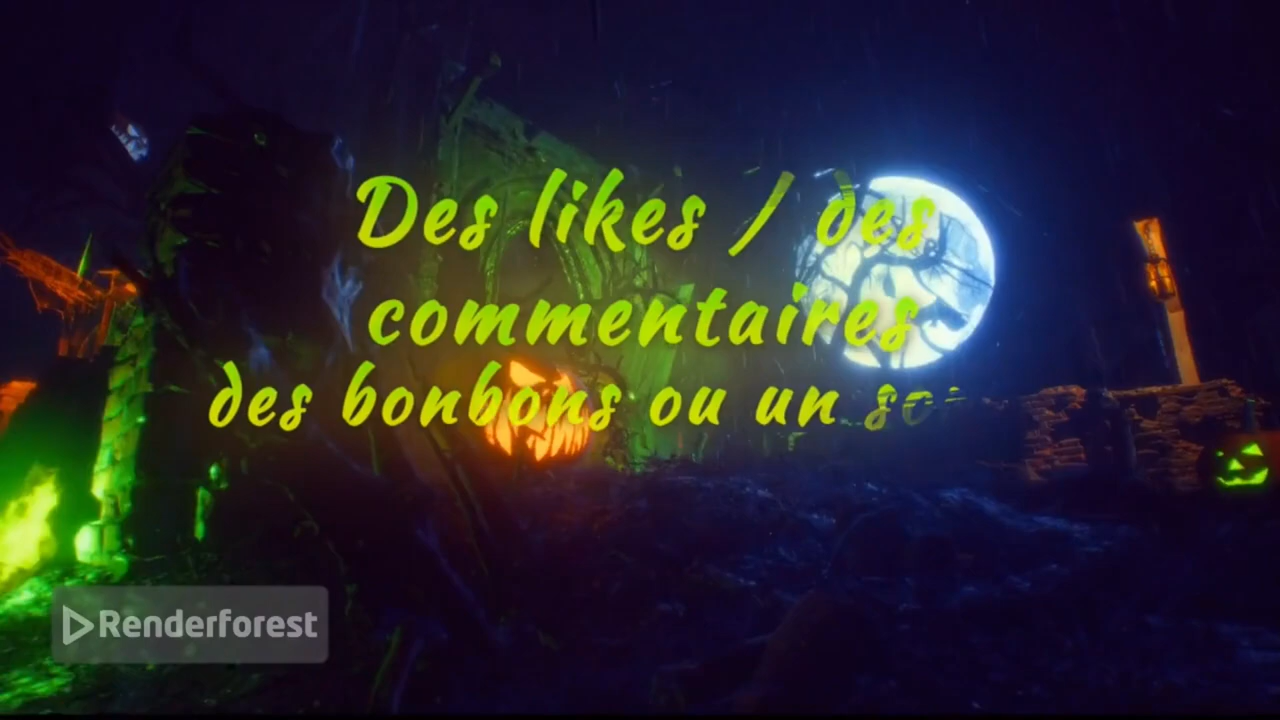 Des likes / des
commentaires
des bonbons ou un
Renderforest